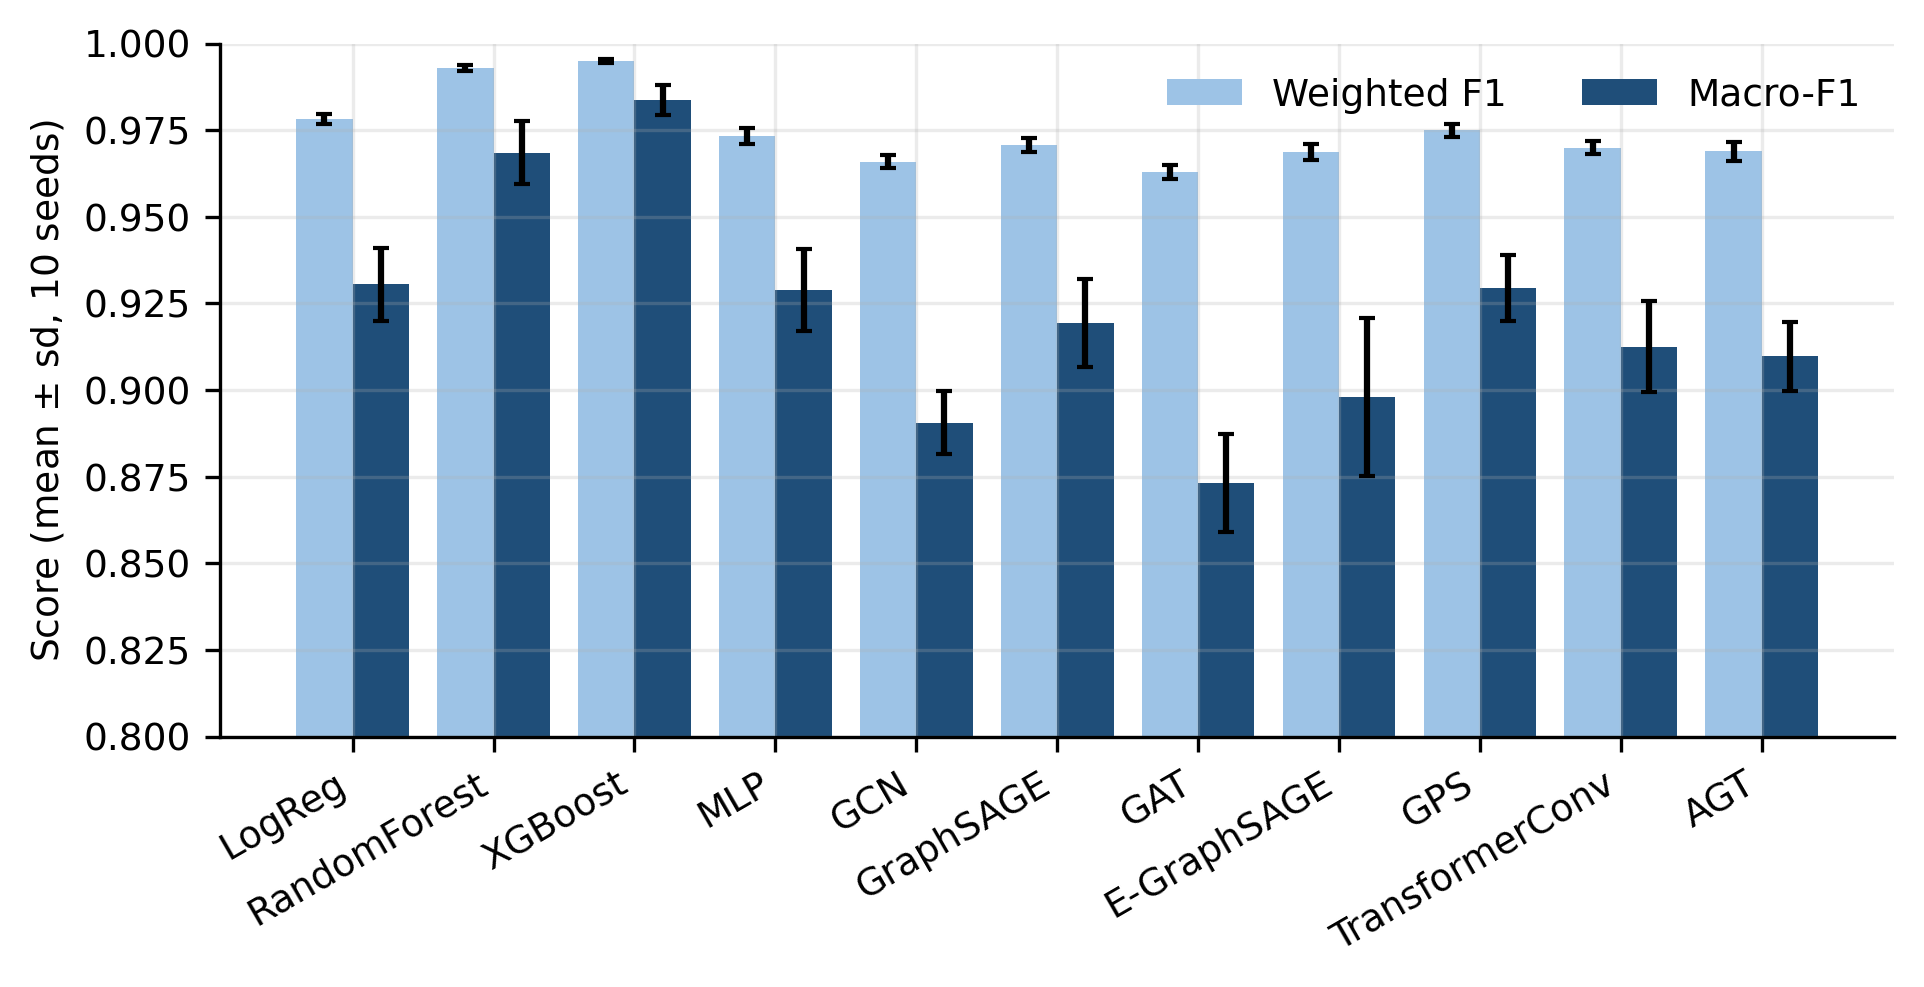 Score (mean ± sd, 10 seeds)
1.000
0.975
0.950
0.925
0.900
0.875
0.850
0.825
0.800
Weighted F1
Macro-F1
LogReg
RandomForest
XGBoost
MLP
GCN
GraphSAGE
GAT
E-GraphSAGE
GPS
TransformerConv
AGT